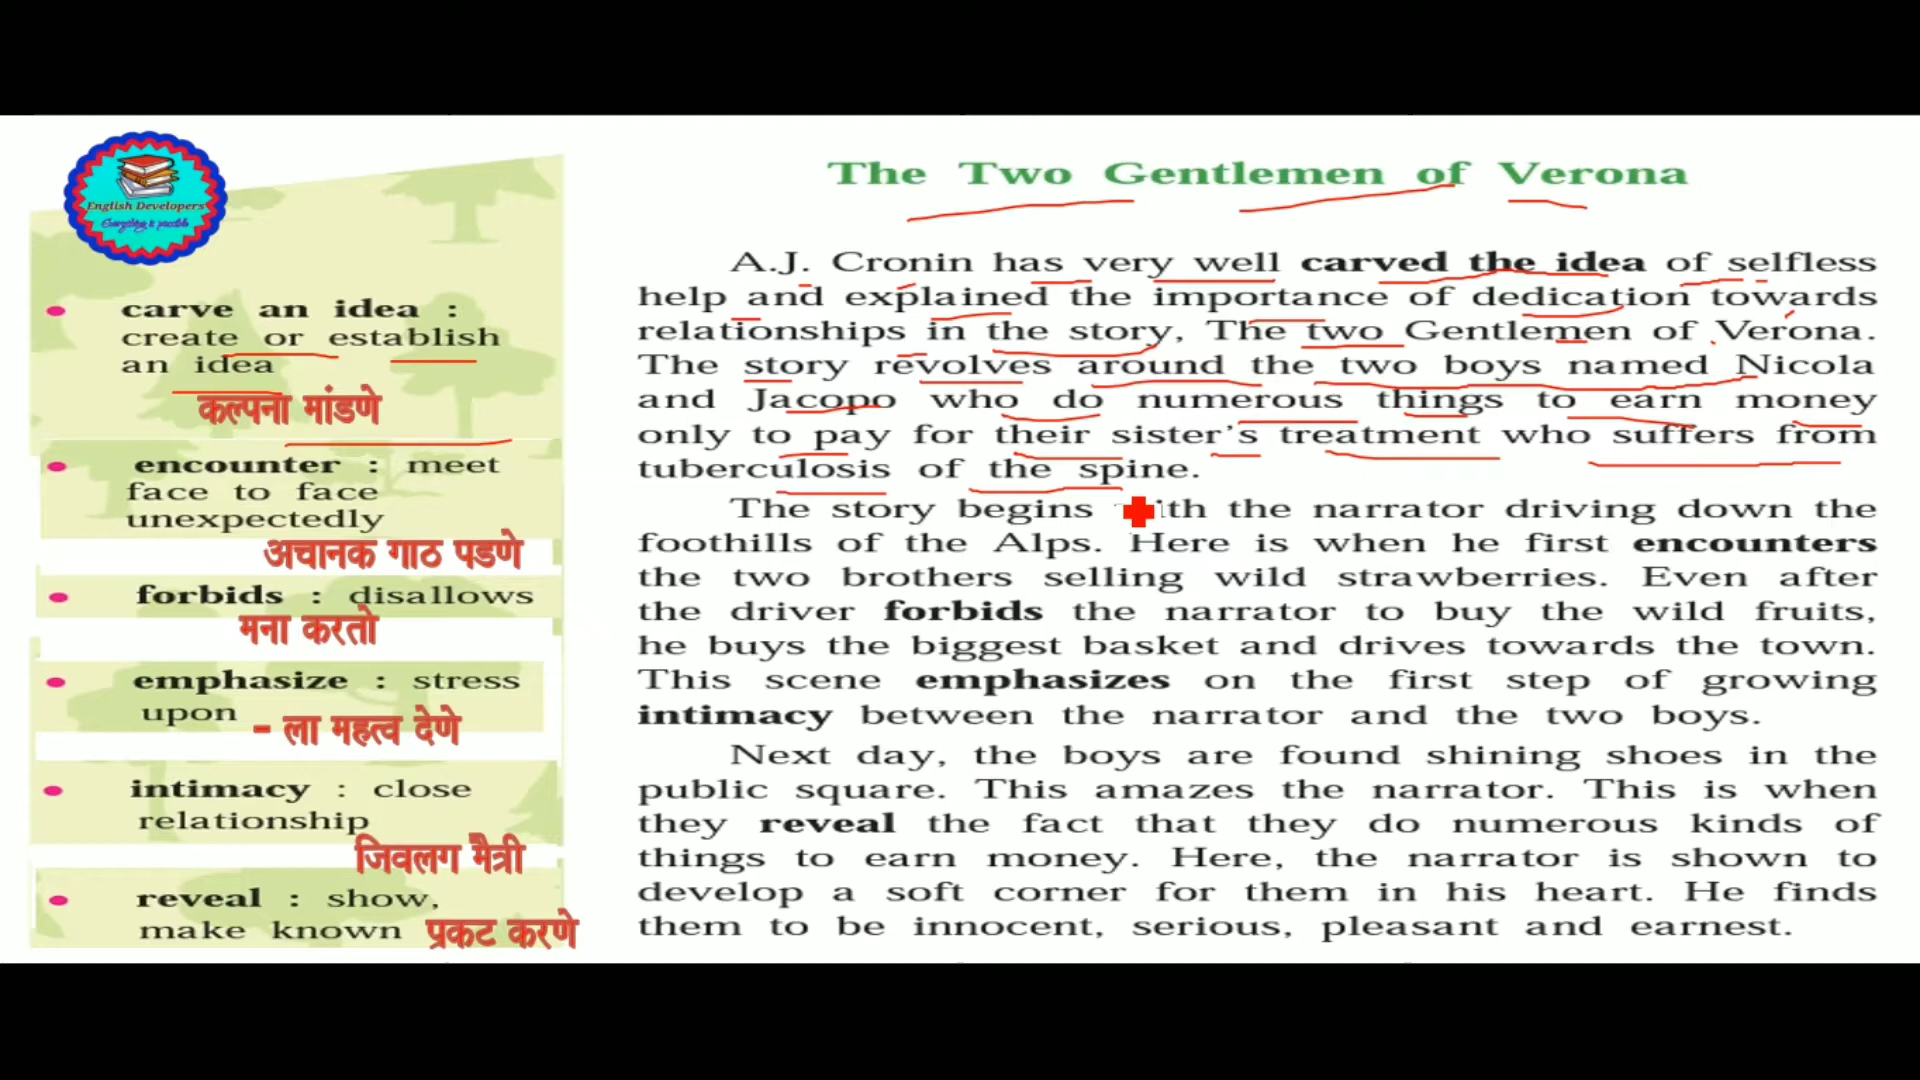 English Developers
The Two Gentlemen of Verona
carve an idea :
create or establish
an idea
कल्पना मांडणे
encounter : meet
face to face
unexpectedly
अचानक गाठ पडणे
forbids : disallows
मना करतो
emphasize : stress
upon
- ला महत्व देणे
intimacy : close
relationship
जिवलग मैत्री
reveal : show,
make known
प्रकट करणे
A.J. Cronin has very well carved the idea of selfless
help and explained the importance of dedication towards
relationships in the story, The two Gentlemen of Verona.
The story revolves around the two boys named Nicola
and Jacopo who do numerous things to earn money
only to pay for their sister's treatment who suffers from
tuberculosis of the spine.
The story begins with the narrator driving down the
foothills of the Alps. Here is when he first encounters
the two brothers selling wild strawberries. Even after
the driver forbids the narrator to buy the wild fruits,
he buys the biggest basket and drives towards the town.
This scene emphasizes on the first step of growing
intimacy between the narrator and the two boys.
Next day, the boys are found shining shoes in the
public square. This amazes the narrator. This is when
they reveal the fact that they do numerous kinds of
things to earn money. Here, the narrator is shown to
develop a soft corner for them in his heart. He finds
them to be innocent, serious, pleasant and earnest.